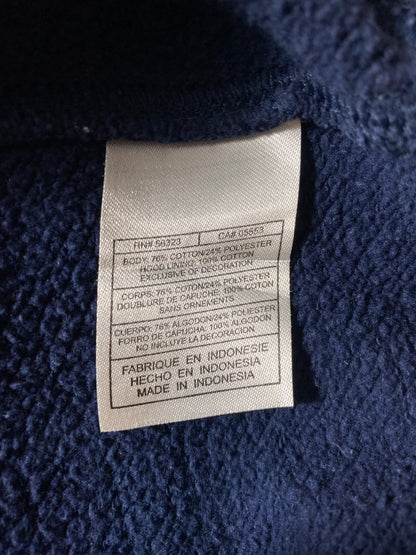 RN# 56323 CA# 05553
BODY: 76% COTTON/24% POLYESTER
HOOD LINING: 100% COTTON
EXCLUSIVE OF DECORATION
CORPS: 76% COTON/24% POLYESTER
DOUBLURE DE CAPUCHE: 100% COTON
SANS ORNEMENTS
CUERPO: 76% ALGODON/24% POLYESTER
FORRO DE CAPUCHA: 100% ALGODON
NO INCLUYE LA DECORACION
FABRIQUE EN INDONESIE
HECHO EN INDONESIA
MADE IN INDONESIA